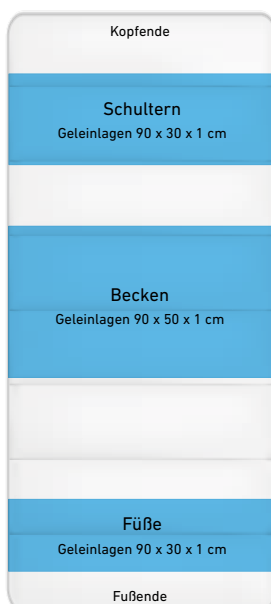 Kopfende
Schultern
Geleinlagen 90 x 30 x 1 cm
Becken
Geleinlagen 90 x 50 x 1 cm
Füße
Geleinlagen 90 x 30 x 1 cm
Fußende